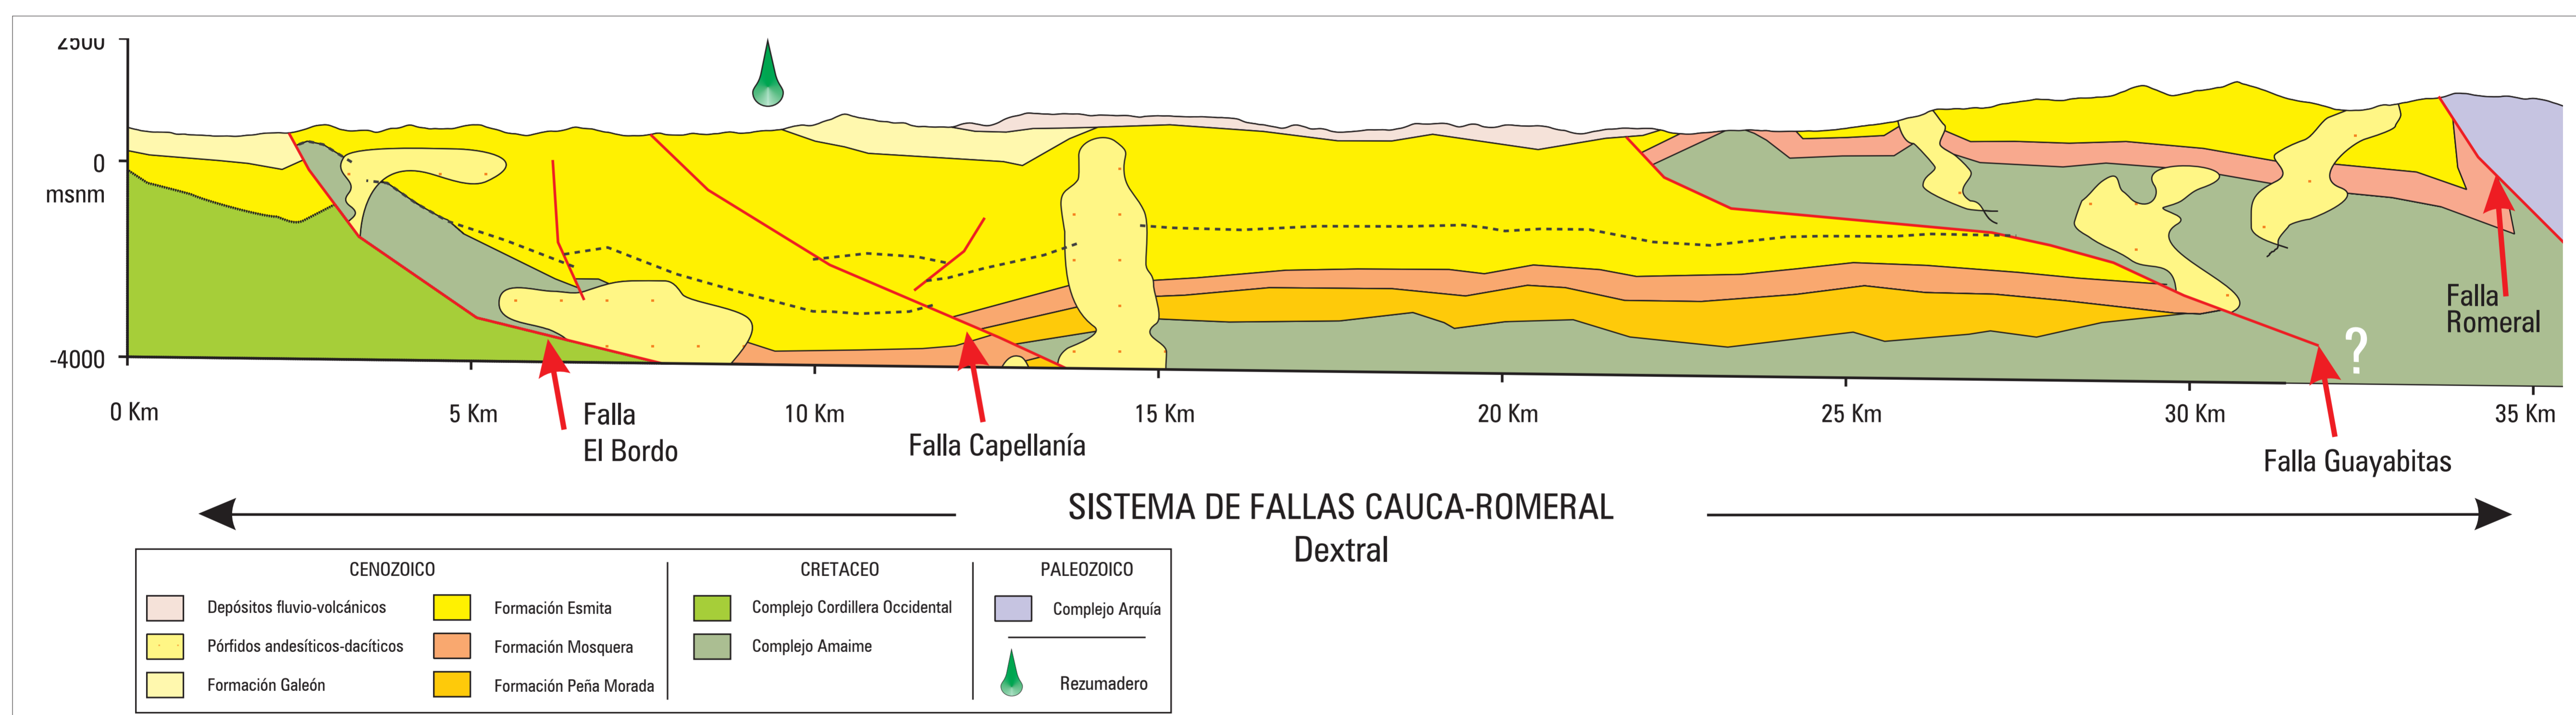 2500
0
msnm
-4000
0 Km
5 Km
10 Km
15 Km
20 Km
25 Km
30 Km
35 Km
Falla
El Bordo
Falla Capellanía
Falla Guayabitas
Falla
Romeral
?
SISTEMA DE FALLAS CAUCA-ROMERAL
Dextral
CENOZOICO
Depósitos fluvio-volcánicos
Pórfidos andesíticos-dacíticos
Formación Galeón
Formación Esmita
Formación Mosquera
Formación Peña Morada
CRETACEO
Complejo Cordillera Occidental
Complejo Amaime
PALEOZOICO
Complejo Arquía
Rezumadero